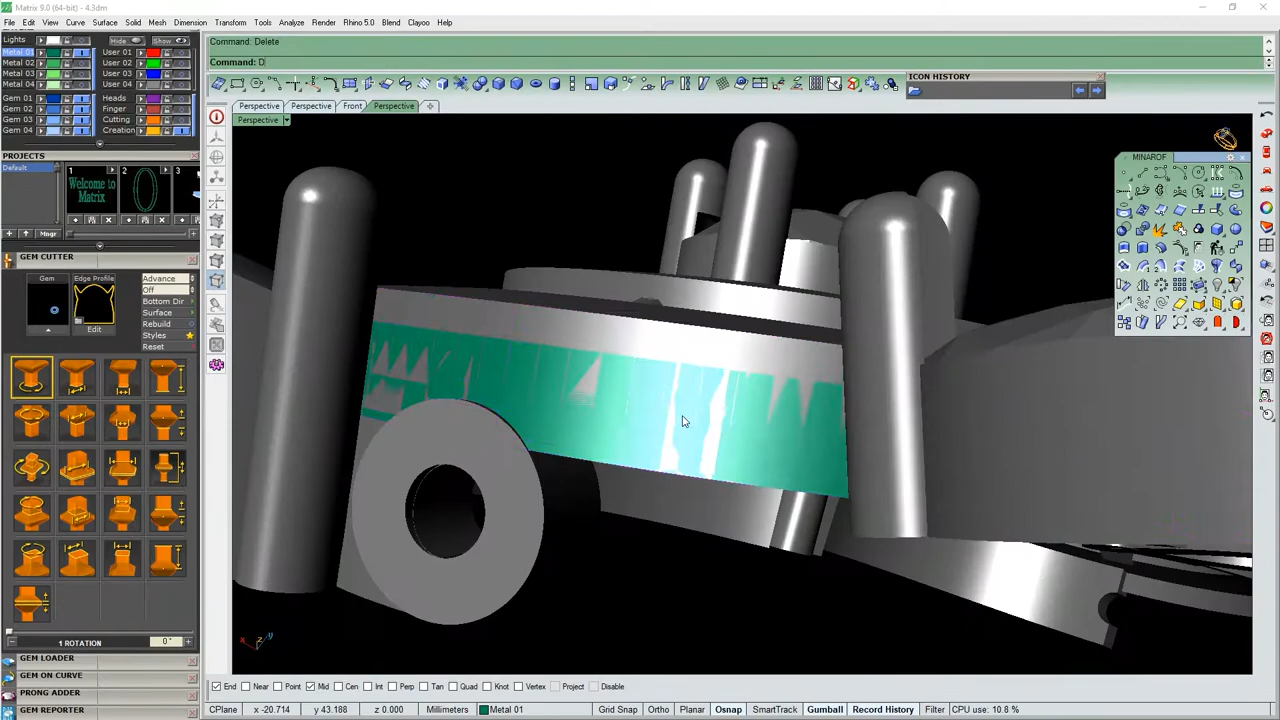 Matrix 9.0 (64-bit) - 4.3dm
File Edit View Curve Surface Solid Mesh Dimension Transform Tools Analyze Render Rhino 5.0 Blend Clayoo Help
Lights Hide Show
Metal 01 User 01
Metal 02 User 02
Metal 03 User 03
Metal 04 User 04
Gem 01 Heads
Gem 02 Finger
Gem 03 Cutting
Gem 04 Creation
Command: Delete
Command: D
ICON HISTORY
Perspective Perspective Front Perspective
Perspective
MINAROF
PROJECTS
Default
1 2 3
Welcome to
Matrix
Mngr
GEM CUTTER
Gem Edge Profile Advance
Off
Bottom Dir
Surface
Edit Rebuild
Styles
Reset
1 ROTATION 0°
GEM LOADER
GEM ON CURVE
PRONG ADDER
GEM REPORTER
x y z
End Near Point Mid Cen Int Perp Tan Quad Knot Vertex Project Disable
CPlane x -20.714 y 43.188 z 0.000 Millimeters Metal 01 Grid Snap Ortho Planar Osnap SmartTrack Gumball Record History Filter CPU use: 10.8 %